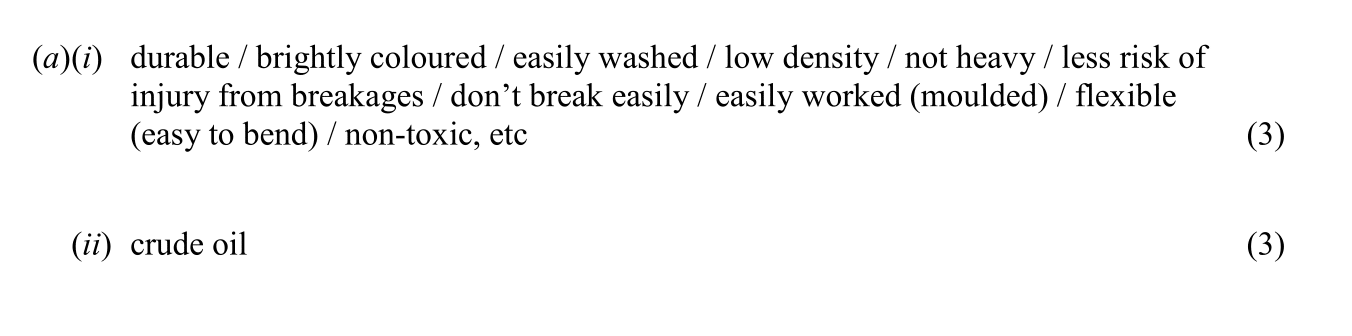 (a)(i) durable / brightly coloured / easily washed / low density / not heavy / less risk of
injury from breakages / don’t break easily / easily worked (moulded) / flexible
(easy to bend) / non-toxic, etc (3)
(ii) crude oil (3)